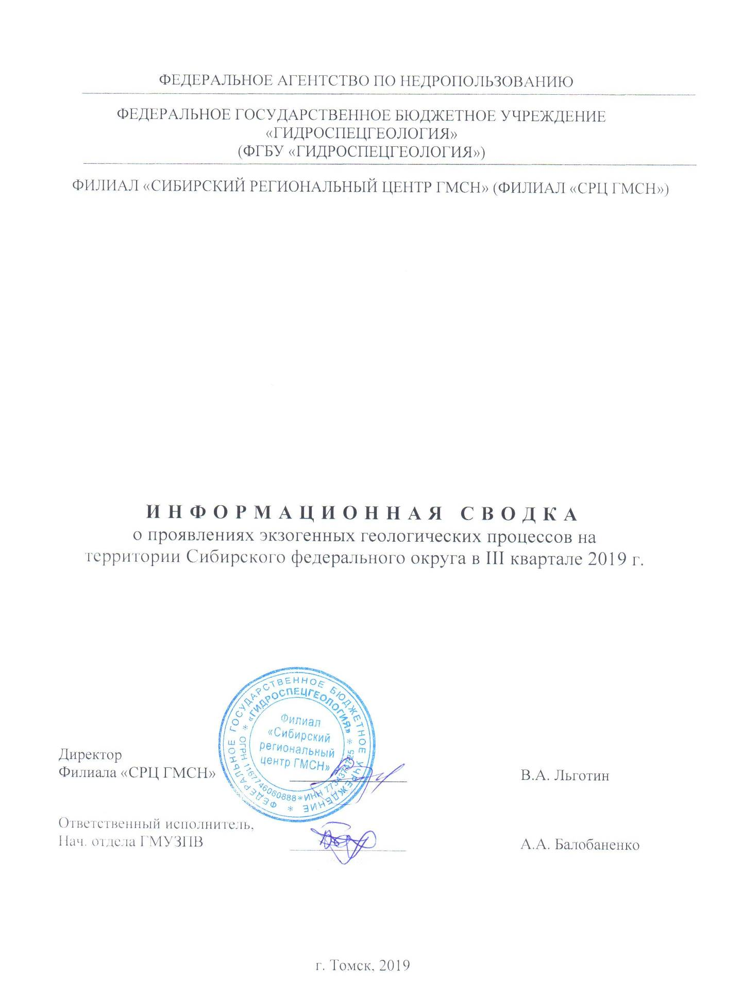 ФЕДЕРАЛЬНОЕ АГЕНТСТВО ПО НЕДРОПОЛЬЗОВАНИЮ
ФЕДЕРАЛЬНОЕ ГОСУДАРСТВЕННОЕ БЮДЖЕТНОЕ УЧРЕЖДЕНИЕ
«ГИДРОСПЕЦГЕОЛОГИЯ»
(ФГБУ «ГИДРОСПЕЦГЕОЛОГИЯ»)
ФИЛИАЛ «СИБИРСКИЙ РЕГИОНАЛЬНЫЙ ЦЕНТР ГМСН» (ФИЛИАЛ «СРЦ ГМСН»)
ИНФОРМАЦИОННАЯ СВОДКА
о проявлениях экзогенных геологических процессов на
территории Сибирского федерального округа в III квартале 2019 г.
ФЕДЕРАЛЬНОЕ ГОСУДАРСТВЕННОЕ БЮДЖЕТНОЕ УЧРЕЖДЕНИЕ *
* «ГИДРОСПЕЦГЕОЛОГИЯ» *
ОГРН 1167746060888 * ИНН 7734374725
Филиал
«Сибирский
региональный
центр ГМСН»
Директор
Филиала «СРЦ ГМСН»
В.А. Льготин
Ответственный исполнитель,
Нач. отдела ГМУЗПВ
А.А. Балобаненко
г. Томск, 2019